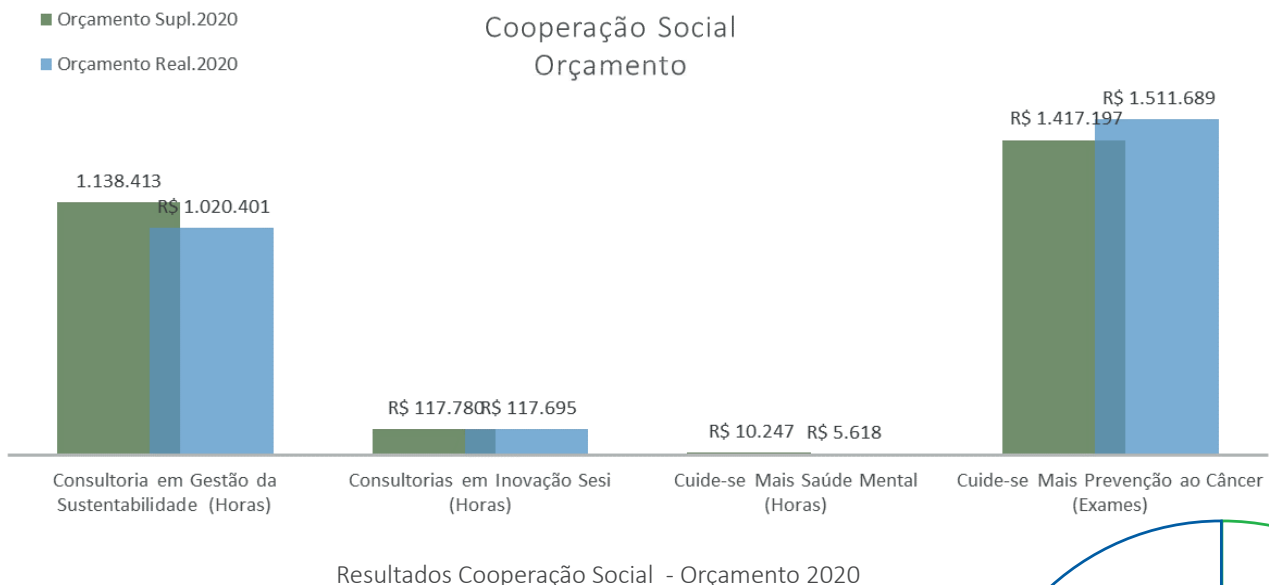 Orçamento Supl.2020
Orçamento Real.2020
Cooperação Social
Orçamento
1.138.413
R$ 1.020.401
R$ 117.780
R$ 117.695
R$ 10.247
R$ 5.618
R$ 1.417.197
R$ 1.511.689
Consultoria em Gestão da
Sustentabilidade (Horas)
Consultorias em Inovação Sesi
(Horas)
Cuide-se Mais Saúde Mental
(Horas)
Cuide-se Mais Prevenção ao Câncer
(Exames)
Resultados Cooperação Social - Orçamento 2020